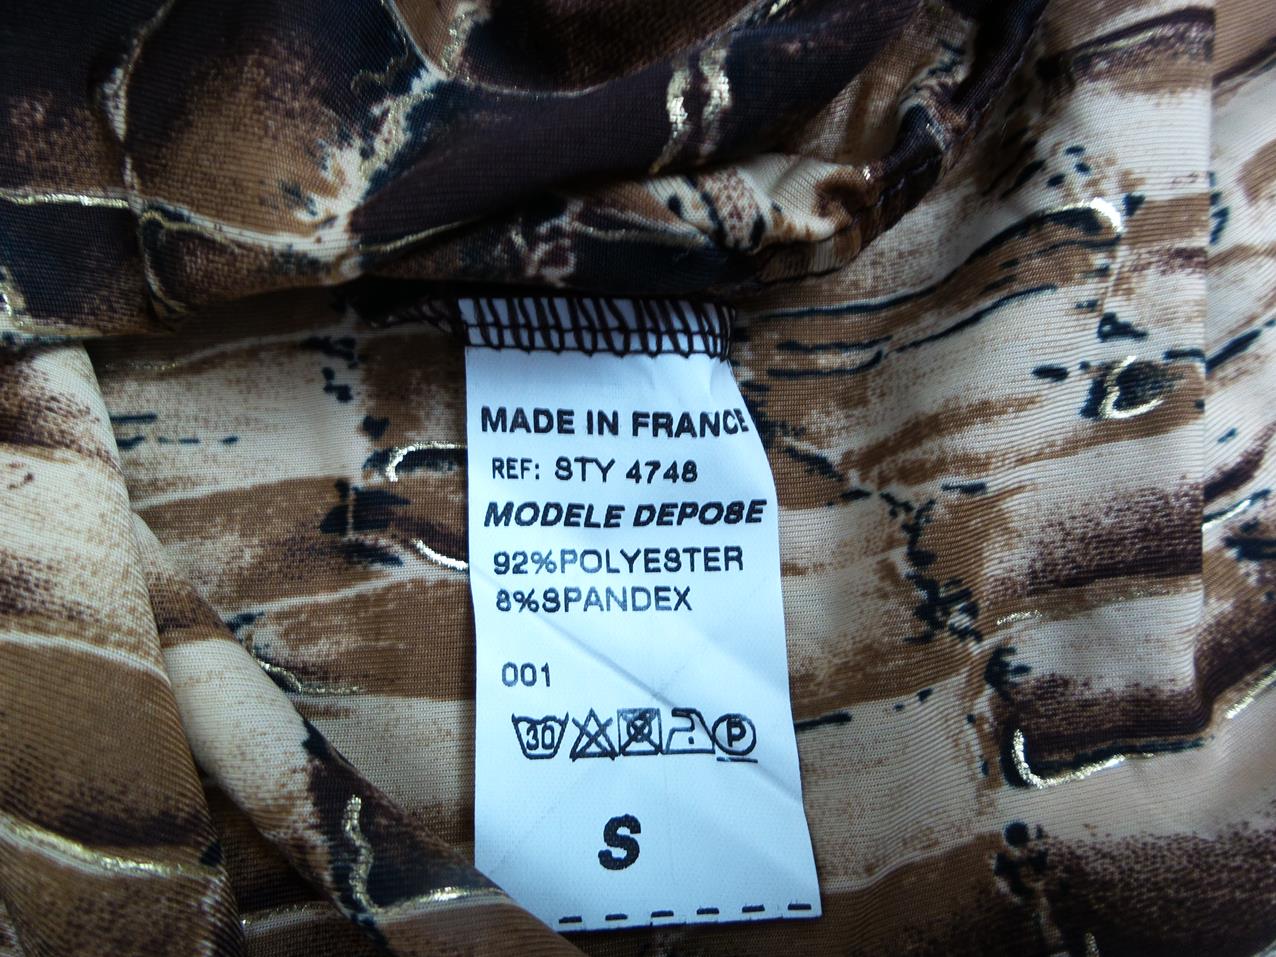 MADE IN FRANCE
REF: STY 4748
MODELE DEPOSE
92%POLYESTER
8%SPANDEX
001
30 P
S